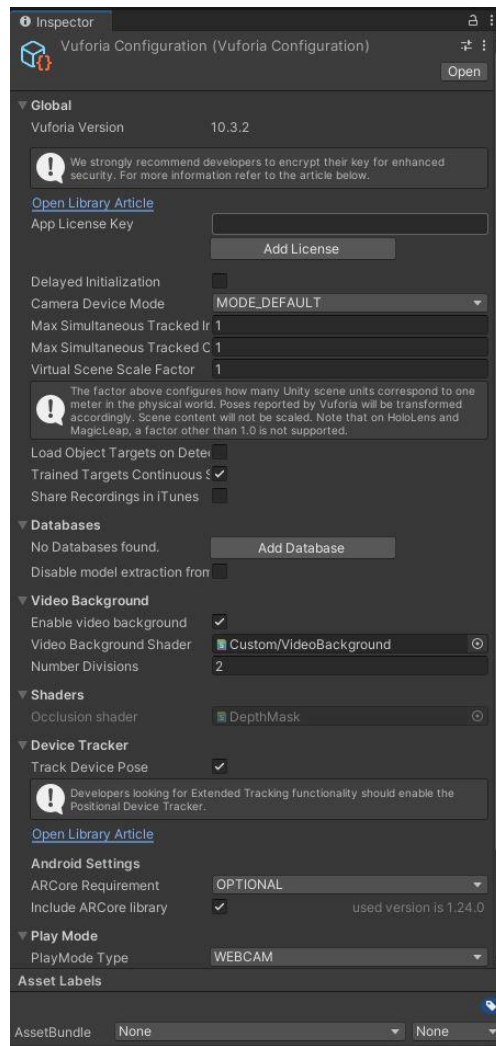 Inspector
Vuforia Configuration (Vuforia Configuration)
Open
Global
Vuforia Version 10.3.2
We strongly recommend developers to encrypt their key for enhanced
security. For more information refer to the article below.
Open Library Article
App License Key
Add License
Delayed Initialization
Camera Device Mode MODE_DEFAULT
Max Simultaneous Tracked Ir 1
Max Simultaneous Tracked C 1
Virtual Scene Scale Factor 1
The factor above configures how many Unity scene units correspond to one
meter in the physical world. Poses reported by Vuforia will be transformed
accordingly. Scene content will not be scaled. Note that on HoloLens and
MagicLeap, a factor other than 1.0 is not supported.
Load Object Targets on Dete
Trained Targets Continuous S
Share Recordings in iTunes
Databases
No Databases found. Add Database
Disable model extraction from
Video Background
Enable video background
Video Background Shader Custom/VideoBackground
Number Divisions 2
Shaders
Occlusion shader DepthMask
Device Tracker
Track Device Pose
Developers looking for Extended Tracking functionality should enable the
Positional Device Tracker.
Open Library Article
Android Settings
ARCore Requirement OPTIONAL
Include ARCore library used version is 1.24.0
Play Mode
PlayMode Type WEBCAM
Asset Labels
AssetBundle None None